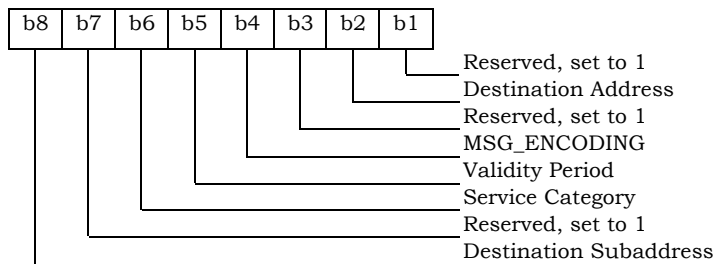 b8 b7 b6 b5 b4 b3 b2 b1
Reserved, set to 1
Destination Address
Reserved, set to 1
MSG_ENCODING
Validity Period
Service Category
Reserved, set to 1
Destination Subaddress